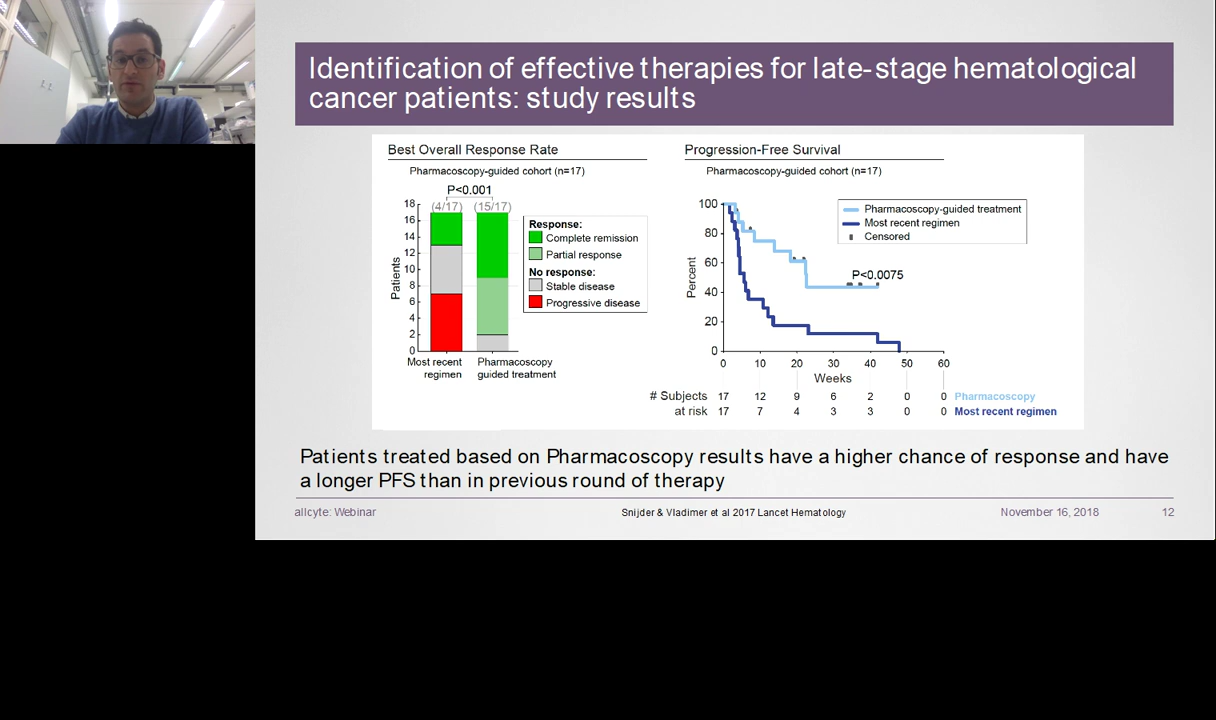 Identification of effective therapies for late-stage hematological
cancer patients: study results
Best Overall Response Rate
Pharmacoscopy-guided cohort (n=17)
P<0.001
(4/17) (15/17)
18
16
14
12
10
8
6
4
2
0
Patients
Most recent
regimen
Pharmacoscopy
guided treatment
Response:
Complete remission
Partial response
No response:
Stable disease
Progressive disease
Progression-Free Survival
Pharmacoscopy-guided cohort (n=17)
100
80
60
40
20
0
Percent
Pharmacoscopy-guided treatment
Most recent regimen
Censored
P<0.0075
0 10 20 30 40 50 60
Weeks
# Subjects 17 12 9 6 2 0 0 Pharmacoscopy
at risk 17 7 4 3 3 0 0 Most recent regimen
Patients treated based on Pharmacoscopy results have a higher chance of response and have
a longer PFS than in previous round of therapy
allcyte: Webinar
Snijder & Vladimer et al 2017 Lancet Hematology
November 16, 2018
12